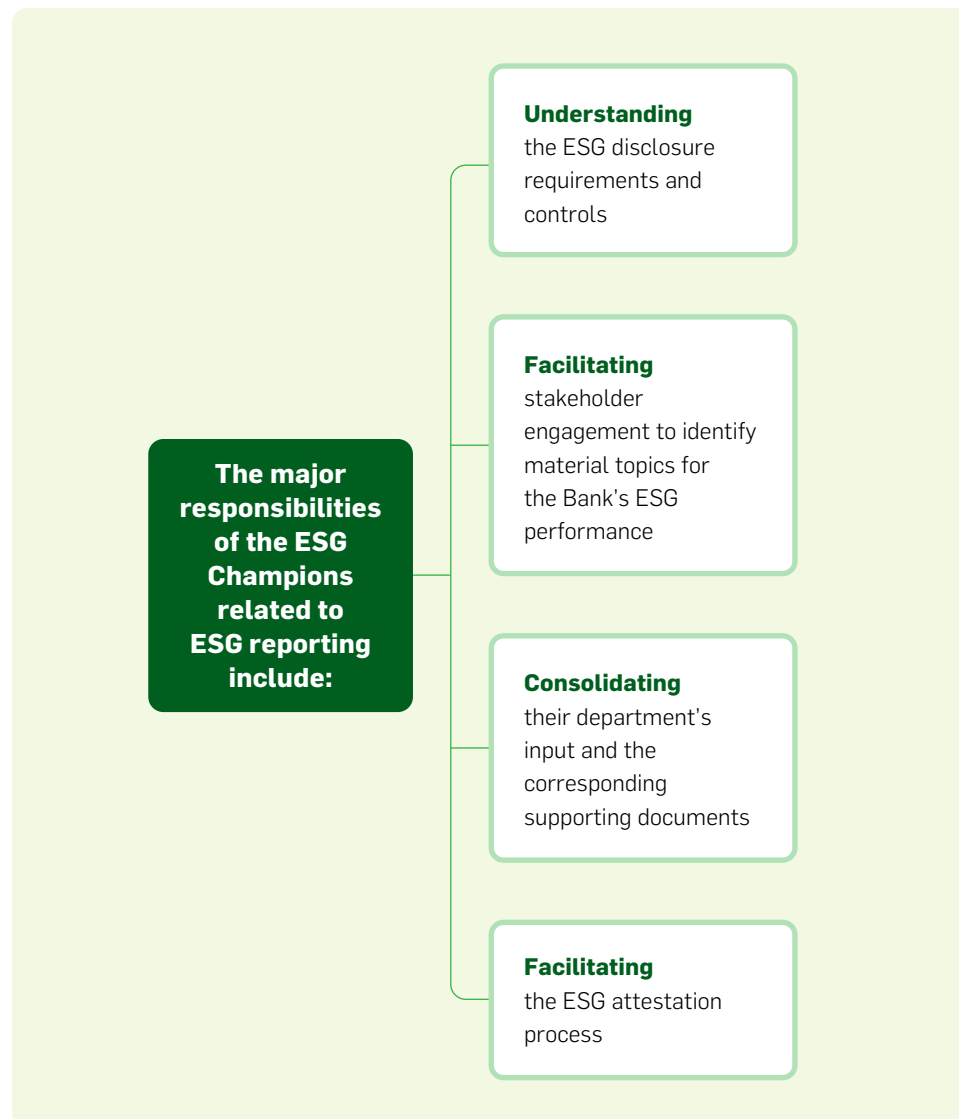 The major
responsibilities
of the ESG
Champions
related to
ESG reporting
include:
Understanding
the ESG disclosure
requirements and
controls
Facilitating
stakeholder
engagement to identify
material topics for
the Bank’s ESG
performance
Consolidating
their department’s
input and the
corresponding
supporting documents
Facilitating
the ESG attestation
process